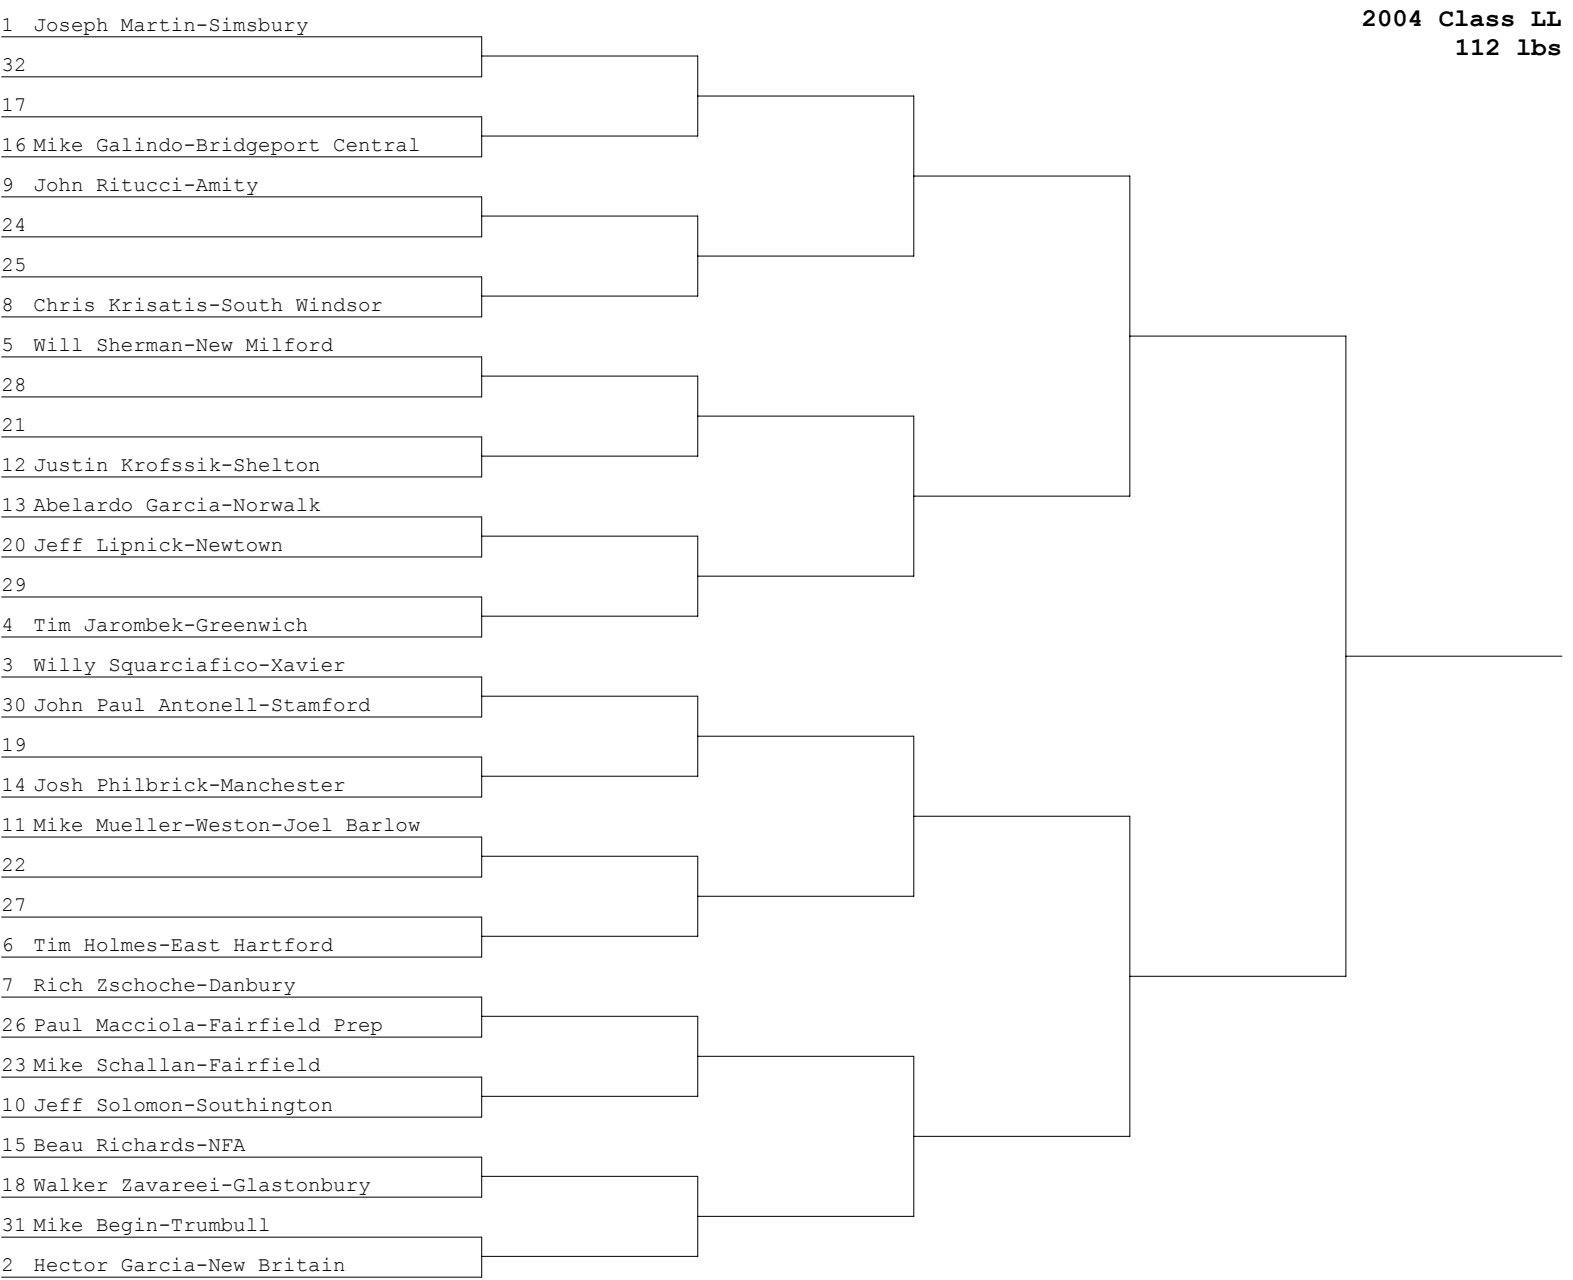 2004 Class LL
112 lbs
1 Joseph Martin-Simsbury
32
17
16 Mike Galindo-Bridgeport Central
9 John Ritucci-Amity
24
25
8 Chris Krisatis-South Windsor
5 Will Sherman-New Milford
28
21
12 Justin Krofssik-Shelton
13 Abelardo Garcia-Norwalk
20 Jeff Lipnick-Newtown
29
4 Tim Jarombek-Greenwich
3 Willy Squarciafico-Xavier
30 John Paul Antonell-Stamford
19
14 Josh Philbrick-Manchester
11 Mike Mueller-Weston-Joel Barlow
22
27
6 Tim Holmes-East Hartford
7 Rich Zschoche-Danbury
26 Paul Macciola-Fairfield Prep
23 Mike Schallan-Fairfield
10 Jeff Solomon-Southington
15 Beau Richards-NFA
18 Walker Zavareei-Glastonbury
31 Mike Begin-Trumbull
2 Hector Garcia-New Britain